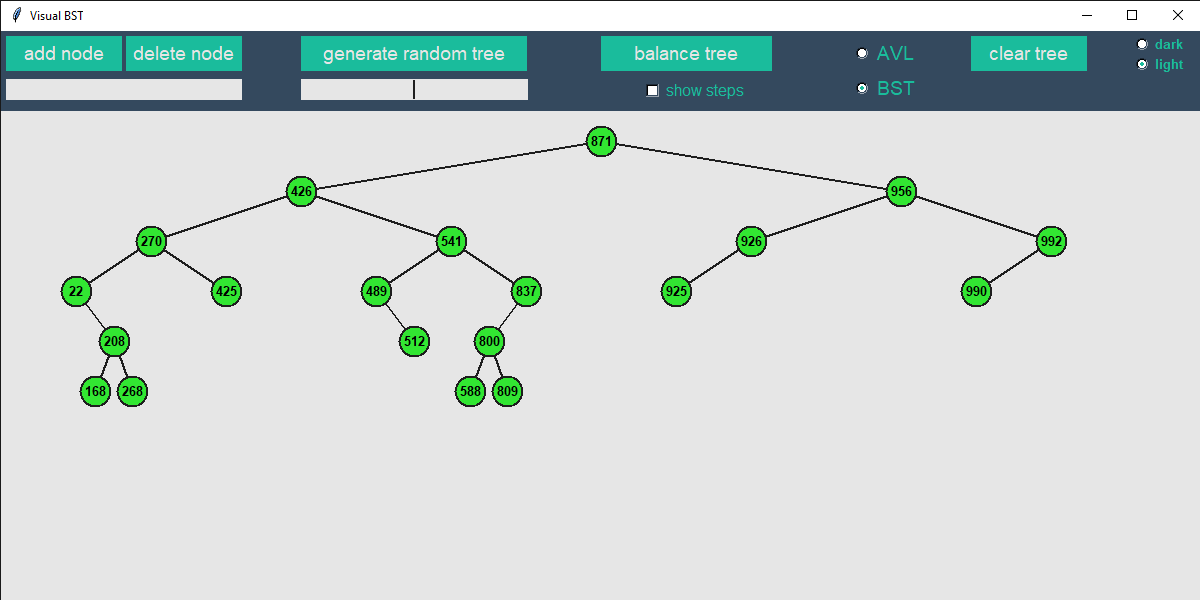 Visual BST
add node delete node generate random tree balance tree AVL clear tree dark
light
show steps BST
871
426 956
270 541 926 992
22 425 489 837 925 990
208 512 800
168 268 588 809